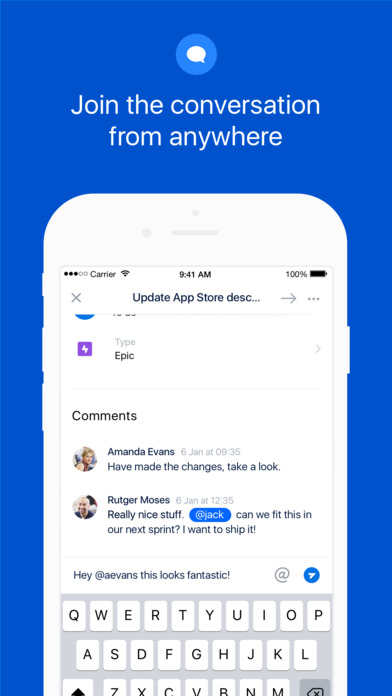 Join the conversation
from anywhere
Carrier 9:41 AM 100%
Update App Store desc...
Type
Epic
Comments
Amanda Evans 6 Jan at 09:35
Have made the changes, take a look.
Rutger Moses 6 Jan at 12:35
Really nice stuff. @jack can we fit this in
our next sprint? I want to ship it!
Hey @aevans this looks fantastic! @
Q W E R T Y U I O P
A S D F G H J K L
Z X C V B N M